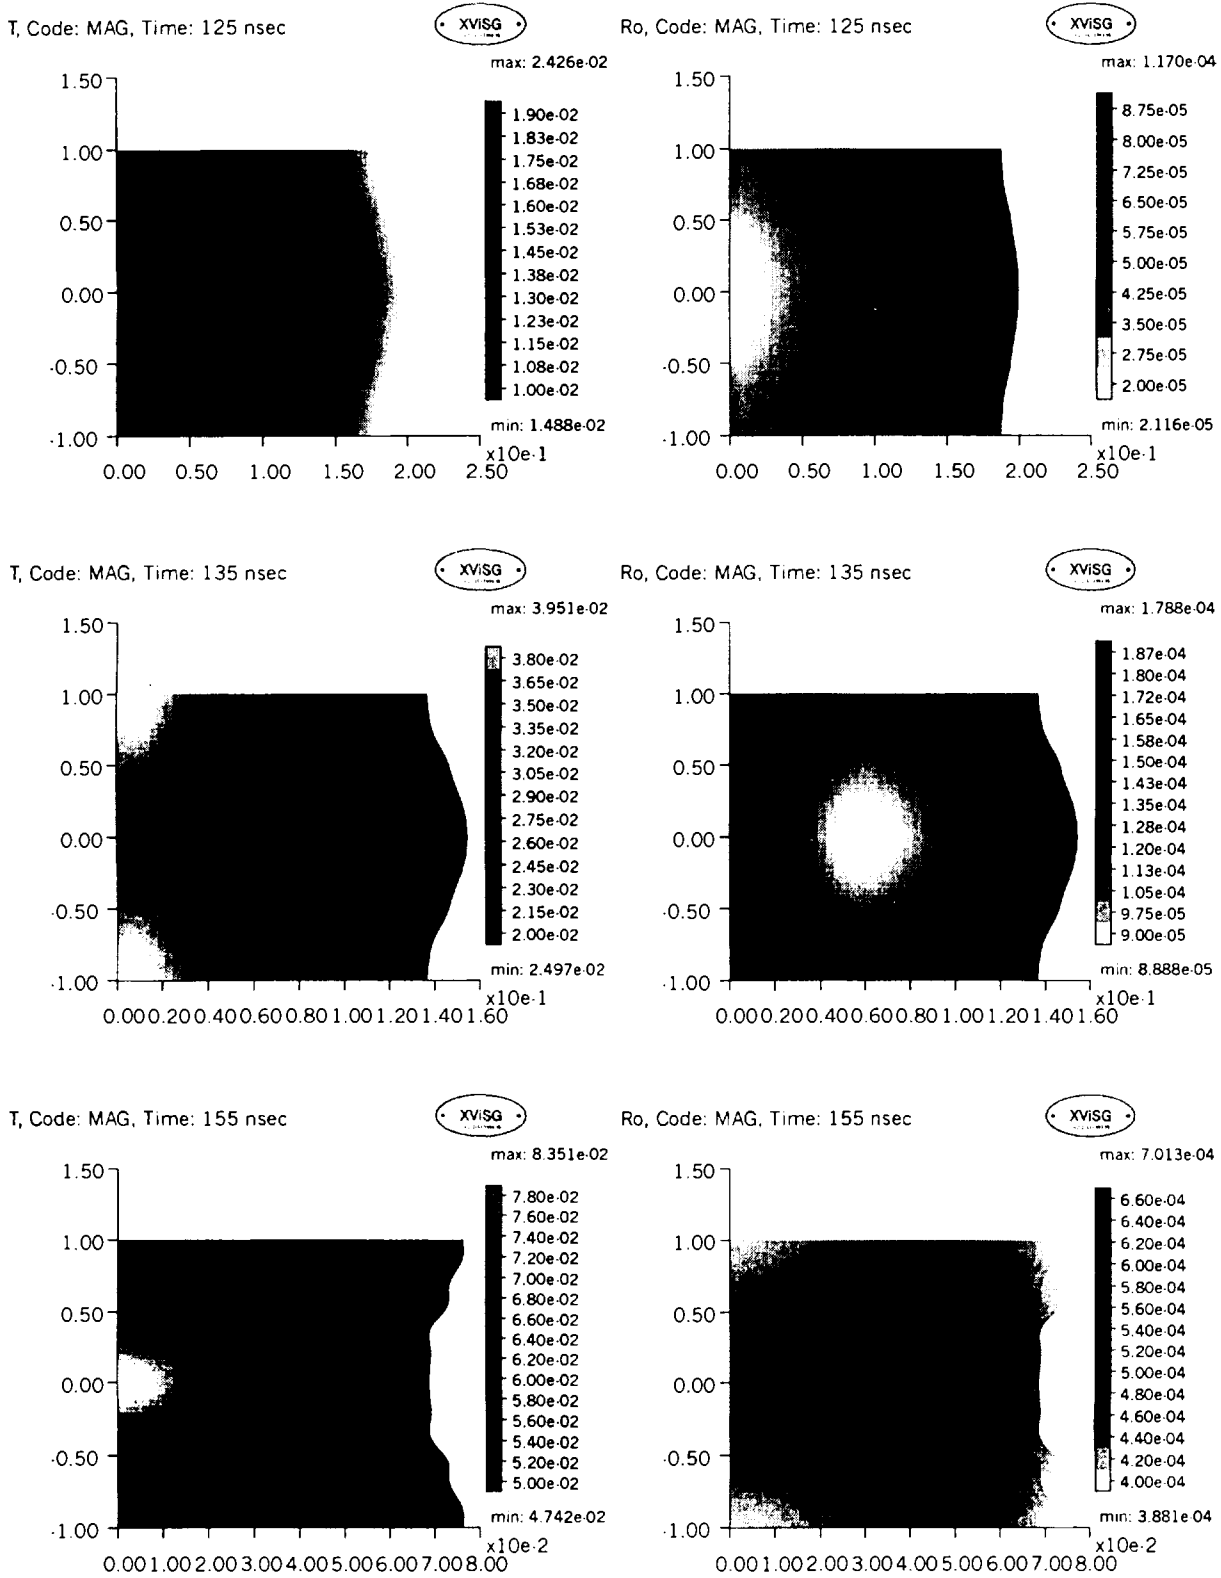 T, Code: MAG, Time: 125 nsec
XViSG
max: 2.426e-02
1.50
1.00
0.50
0.00
-0.50
-1.00
0.00 0.50 1.00 1.50 2.00 2.50
x10e-1
1.90e-02
1.83e-02
1.75e-02
1.68e-02
1.60e-02
1.53e-02
1.45e-02
1.38e-02
1.30e-02
1.23e-02
1.15e-02
1.08e-02
1.00e-02
min: 1.488e-02
Ro, Code: MAG, Time: 125 nsec
XViSG
max: 1.170e-04
1.50
1.00
0.50
0.00
-0.50
-1.00
0.00 0.50 1.00 1.50 2.00 2.50
x10e-1
8.75e-05
8.00e-05
7.25e-05
6.50e-05
5.75e-05
5.00e-05
4.25e-05
3.50e-05
2.75e-05
2.00e-05
min: 2.116e-05
T, Code: MAG, Time: 135 nsec
XViSG
max: 3.951e-02
1.50
1.00
0.50
0.00
-0.50
-1.00
0.00 0.20 0.40 0.60 0.80 1.00 1.20 1.40 1.60
x10e-1
3.80e-02
3.65e-02
3.50e-02
3.35e-02
3.20e-02
3.05e-02
2.90e-02
2.75e-02
2.60e-02
2.45e-02
2.30e-02
2.15e-02
2.00e-02
min: 2.497e-02
Ro, Code: MAG, Time: 135 nsec
XViSG
max: 1.788e-04
1.50
1.00
0.50
0.00
-0.50
-1.00
0.00 0.20 0.40 0.60 0.80 1.00 1.20 1.40 1.60
x10e-1
1.87e-04
1.80e-04
1.72e-04
1.65e-04
1.58e-04
1.50e-04
1.43e-04
1.35e-04
1.28e-04
1.20e-04
1.13e-04
1.05e-04
9.75e-05
9.00e-05
min: 8.888e-05
T, Code: MAG, Time: 155 nsec
XViSG
max: 8.351e-02
1.50
1.00
0.50
0.00
-0.50
-1.00
0.00 1.00 2.00 3.00 4.00 5.00 6.00 7.00 8.00
x10e-2
7.80e-02
7.60e-02
7.40e-02
7.20e-02
7.00e-02
6.80e-02
6.60e-02
6.40e-02
6.20e-02
6.00e-02
5.80e-02
5.60e-02
5.40e-02
5.20e-02
5.00e-02
min: 4.742e-02
Ro, Code: MAG, Time: 155 nsec
XViSG
max: 7.013e-04
1.50
1.00
0.50
0.00
-0.50
-1.00
0.00 1.00 2.00 3.00 4.00 5.00 6.00 7.00 8.00
x10e-2
6.60e-04
6.40e-04
6.20e-04
6.00e-04
5.80e-04
5.60e-04
5.40e-04
5.20e-04
5.00e-04
4.80e-04
4.60e-04
4.40e-04
4.20e-04
4.00e-04
min: 3.881e-04